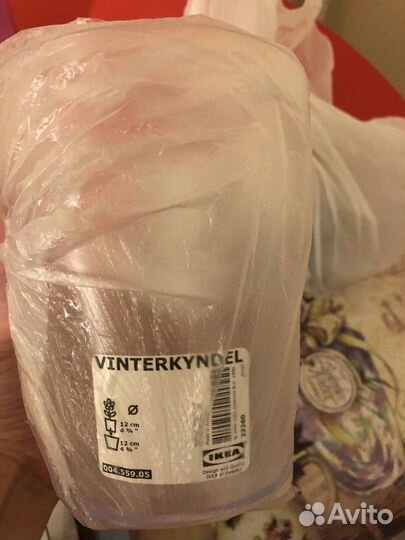 VINTERKYNDEL
Ø
12 cm
4 ¾"
12 cm
4 ¾"
004.559.05
22260
IKEA
Design and Quality
IKEA of Sweden
Avito